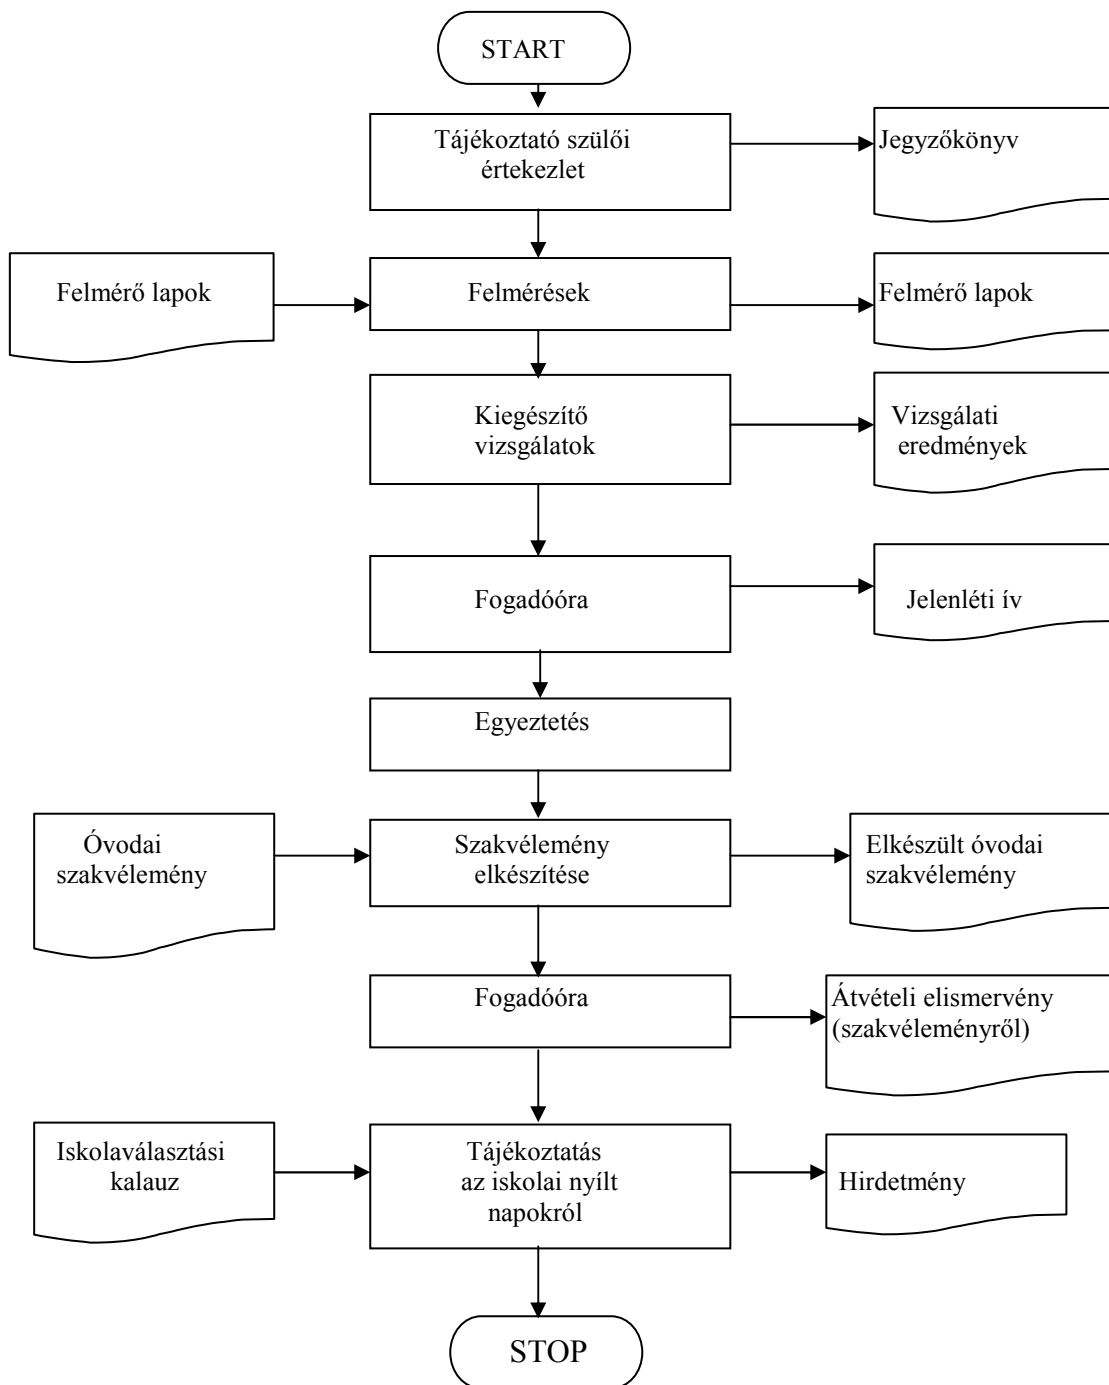 START
Tájékoztató szülői
értekezlet
Jegyzőkönyv
Felmérő lapok
Felmérések
Felmérő lapok
Kiegészítő
vizsgálatok
Vizsgálati
eredmények
Fogadóóra
Jelenléti ív
Egyeztetés
Óvodai
szakvélemény
Szakvélemény
elkészítése
Elkészült óvodai
szakvélemény
Fogadóóra
Átvételi elismervény
(szakvéleményről)
Iskolaválasztási
kalauz
Tájékoztatás
az iskolai nyílt
napokról
Hirdetmény
STOP